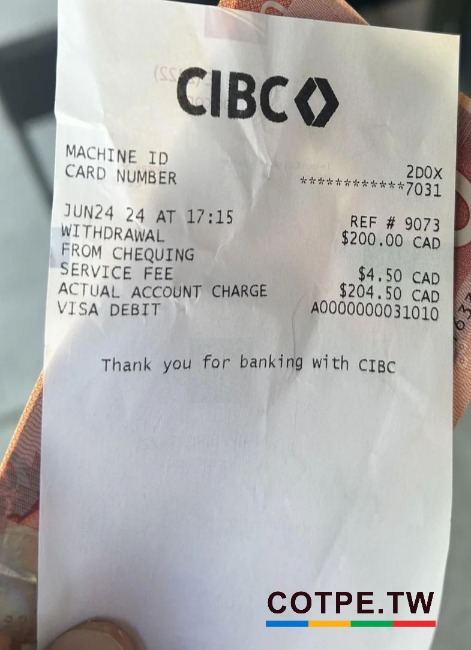 CIBC
MACHINE ID 2D0X
CARD NUMBER ************7031
JUN24 24 AT 17:15 REF # 9073
WITHDRAWAL $200.00 CAD
FROM CHEQUING
SERVICE FEE $4.50 CAD
ACTUAL ACCOUNT CHARGE $204.50 CAD
VISA DEBIT A0000000031010
Thank you for banking with CIBC
COTPE.TW